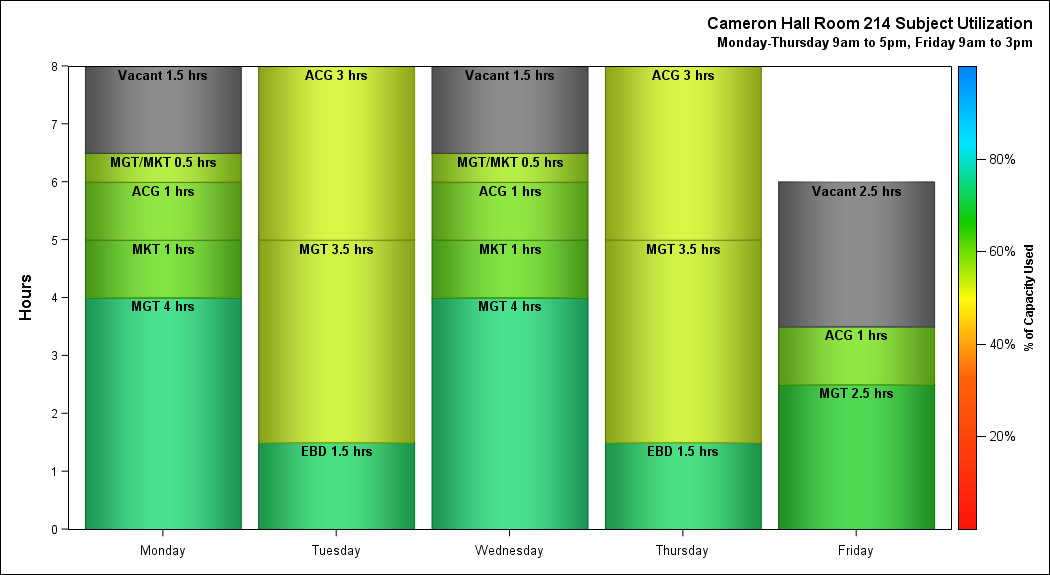 Cameron Hall Room 214 Subject Utilization
Monday-Thursday 9am to 5pm, Friday 9am to 3pm
Hours
8
7
6
5
4
3
2
1
0
Vacant 1.5 hrs
MGT/MKT 0.5 hrs
ACG 1 hrs
MKT 1 hrs
MGT 4 hrs
ACG 3 hrs
MGT 3.5 hrs
EBD 1.5 hrs
Vacant 1.5 hrs
MGT/MKT 0.5 hrs
ACG 1 hrs
MKT 1 hrs
MGT 4 hrs
ACG 3 hrs
MGT 3.5 hrs
EBD 1.5 hrs
Vacant 2.5 hrs
ACG 1 hrs
MGT 2.5 hrs
Monday
Tuesday
Wednesday
Thursday
Friday
80%
60%
40%
20%
% of Capacity Used